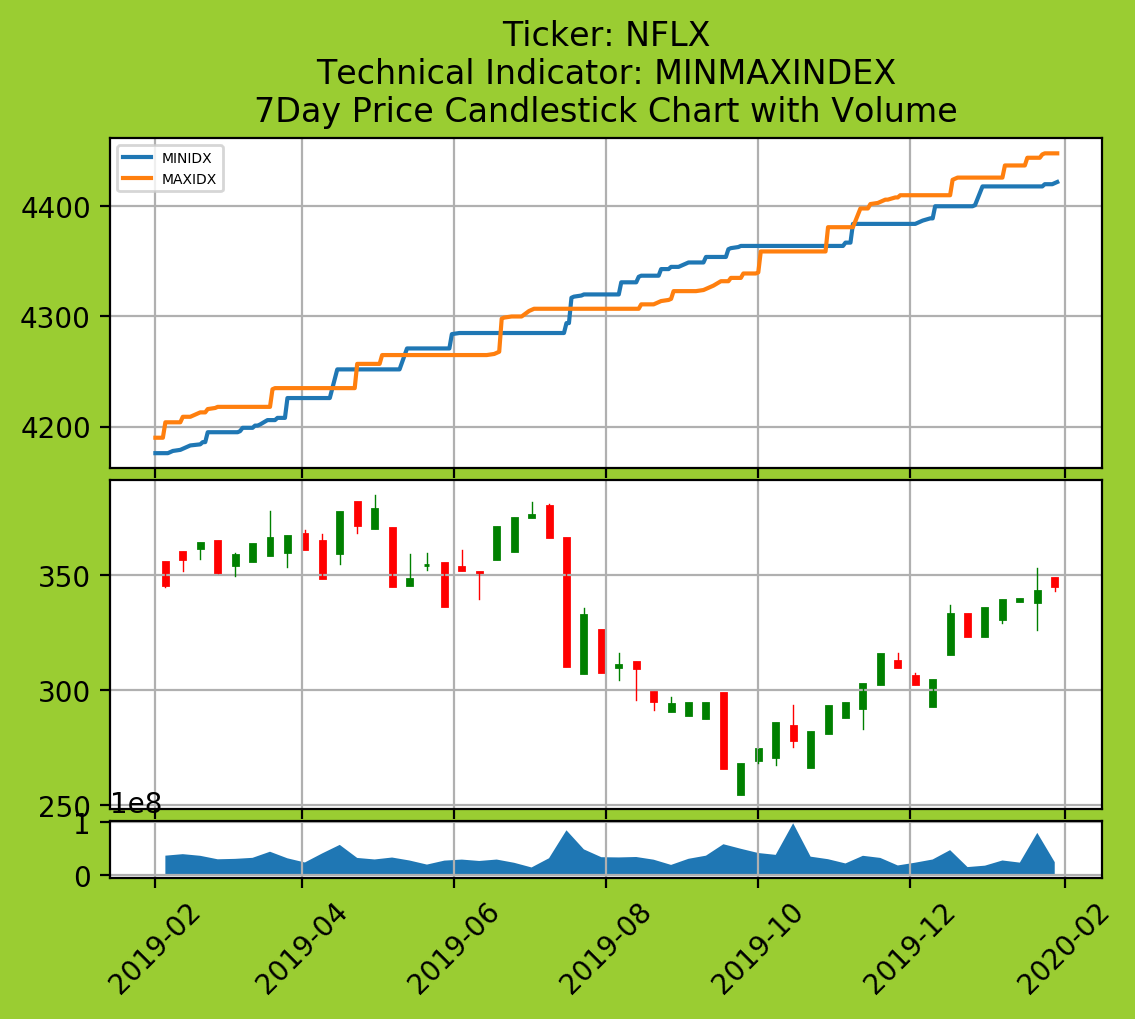 Ticker: NFLX
Technical Indicator: MINMAXINDEX
7Day Price Candlestick Chart with Volume
MINIDX
MAXIDX
4400
4300
4200
350
300
250
1e8
1
0
2019-02
2019-04
2019-06
2019-08
2019-10
2019-12
2020-02